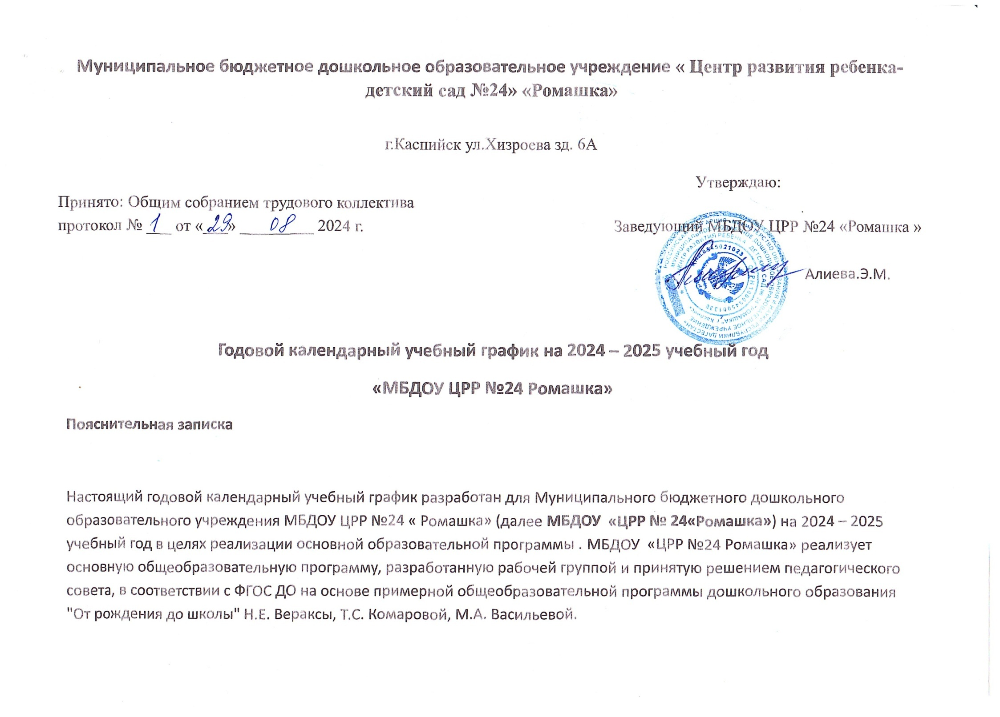 Муниципальное бюджетное дошкольное образовательное учреждение « Центр развития ребенка-
детский сад №24» «Ромашка»
г.Каспийск ул.Хизроева зд. 6А
Утверждаю:
Принято: Общим собранием трудового коллектива
протокол № 1 от «29» 08 2024 г.
Заведующий МБДОУ ЦРР №24 «Ромашка »
Алиева.Э.М.
Годовой календарный учебный график на 2024 – 2025 учебный год
«МБДОУ ЦРР №24 Ромашка»
Пояснительная записка
Настоящий годовой календарный учебный график разработан для Муниципального бюджетного дошкольного
образовательного учреждения МБДОУ ЦРР №24 « Ромашка» (далее МБДОУ  «ЦРР № 24«Ромашка») на 2024 – 2025
учебный год в целях реализации основной образовательной программы . МБДОУ  «ЦРР №24 Ромашка» реализует
основную общеобразовательную программу, разработанную рабочей группой и принятую решением педагогического
совета, в соответствии с ФГОС ДО на основе примерной общеобразовательной программы дошкольного образования
"От рождения до школы" Н.Е. Вераксы, Т.С. Комаровой, М.А. Васильевой.